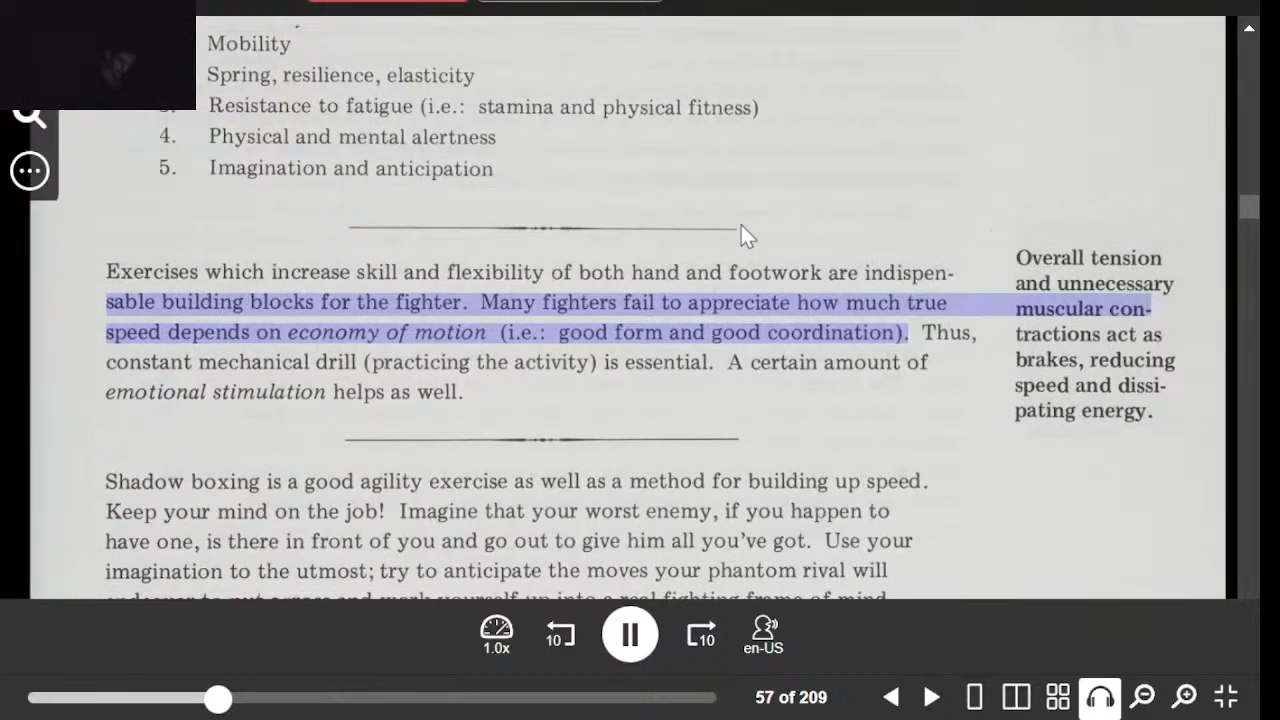 Mobility
Spring, resilience, elasticity
Resistance to fatigue (i.e.: stamina and physical fitness)
4. Physical and mental alertness
5. Imagination and anticipation
Exercises which increase skill and flexibility of both hand and footwork are indispen-
sable building blocks for the fighter. Many fighters fail to appreciate how much true
speed depends on economy of motion (i.e.: good form and good coordination). Thus,
constant mechanical drill (practicing the activity) is essential. A certain amount of
emotional stimulation helps as well.
Overall tension
and unnecessary
muscular con-
tractions act as
brakes, reducing
speed and dissi-
pating energy.
Shadow boxing is a good agility exercise as well as a method for building up speed.
Keep your mind on the job! Imagine that your worst enemy, if you happen to
have one, is there in front of you and go out to give him all you've got. Use your
imagination to the utmost; try to anticipate the moves your phantom rival will
1.0x
10
10
en-US
57 of 209